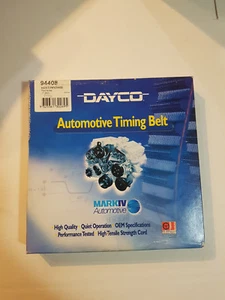 94408
DAYCO
Automotive Timing Belt
MARKIV
Automotive
High Quality Quiet Operation OEM Specifications
Performance Tested High Tensile Strength Cord